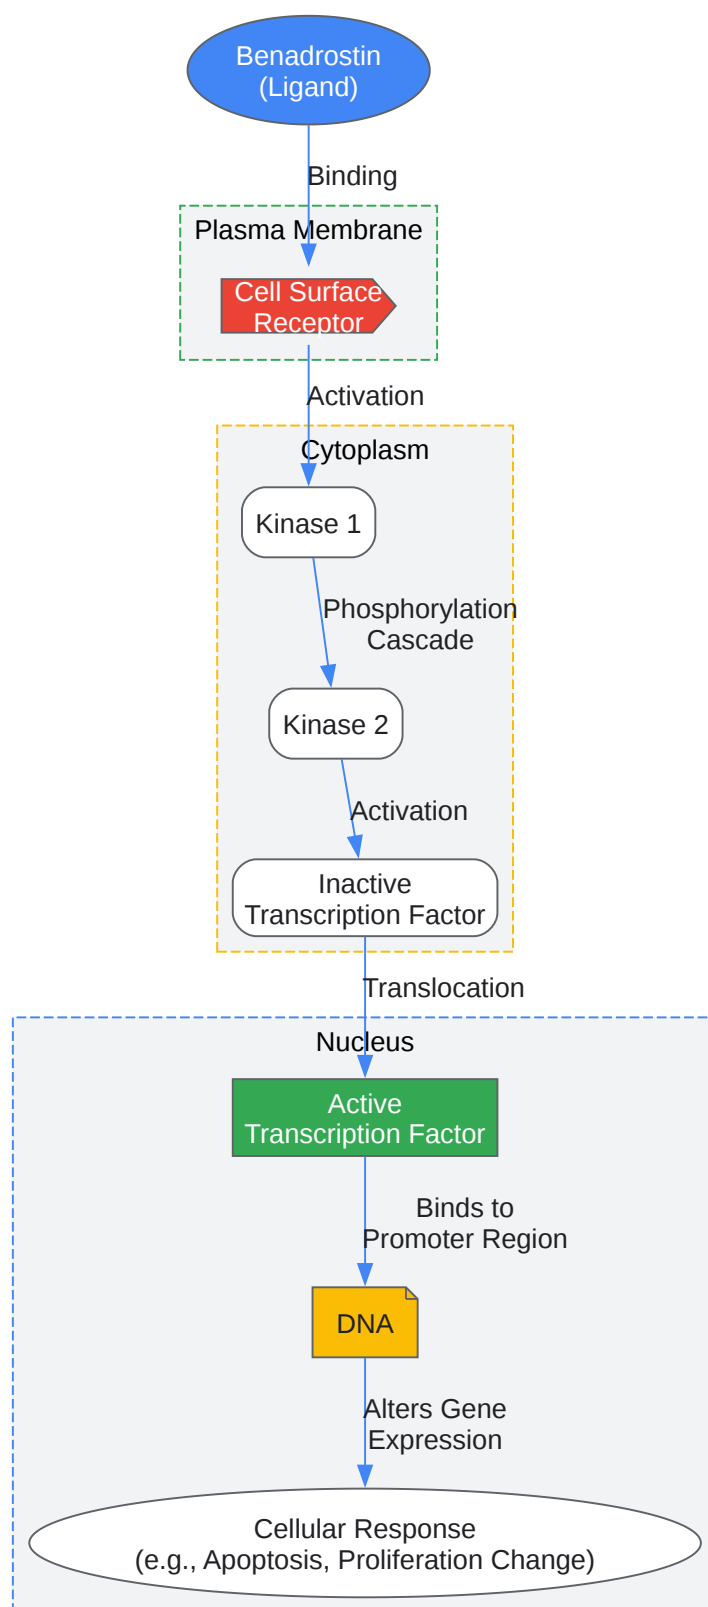 Benadrostin
(Ligand)
Binding
Plasma Membrane
Cell Surface
Receptor
Activation
Cytoplasm
Kinase 1
Phosphorylation
Cascade
Kinase 2
Activation
Inactive
Transcription Factor
Translocation
Nucleus
Active
Transcription Factor
Binds to
Promoter Region
DNA
Alters Gene
Expression
Cellular Response
(e.g., Apoptosis, Proliferation Change)